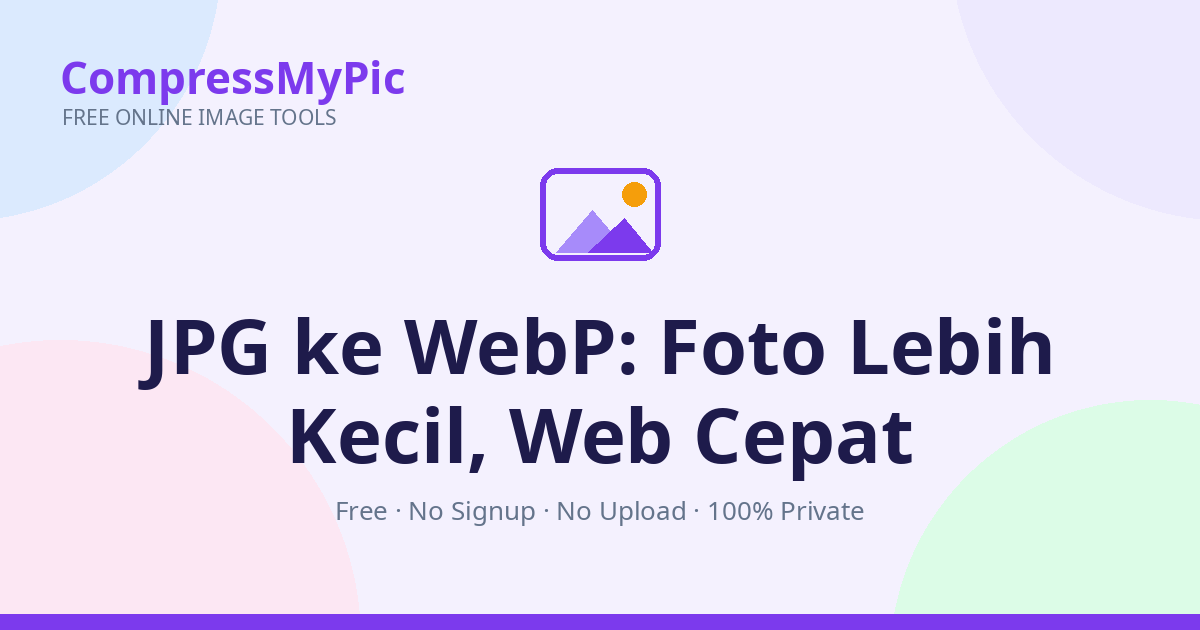 CompressMyPic
FREE ONLINE IMAGE TOOLS
JPG ke WebP: Foto Lebih
Kecil, Web Cepat
Free · No Signup · No Upload · 100% Private